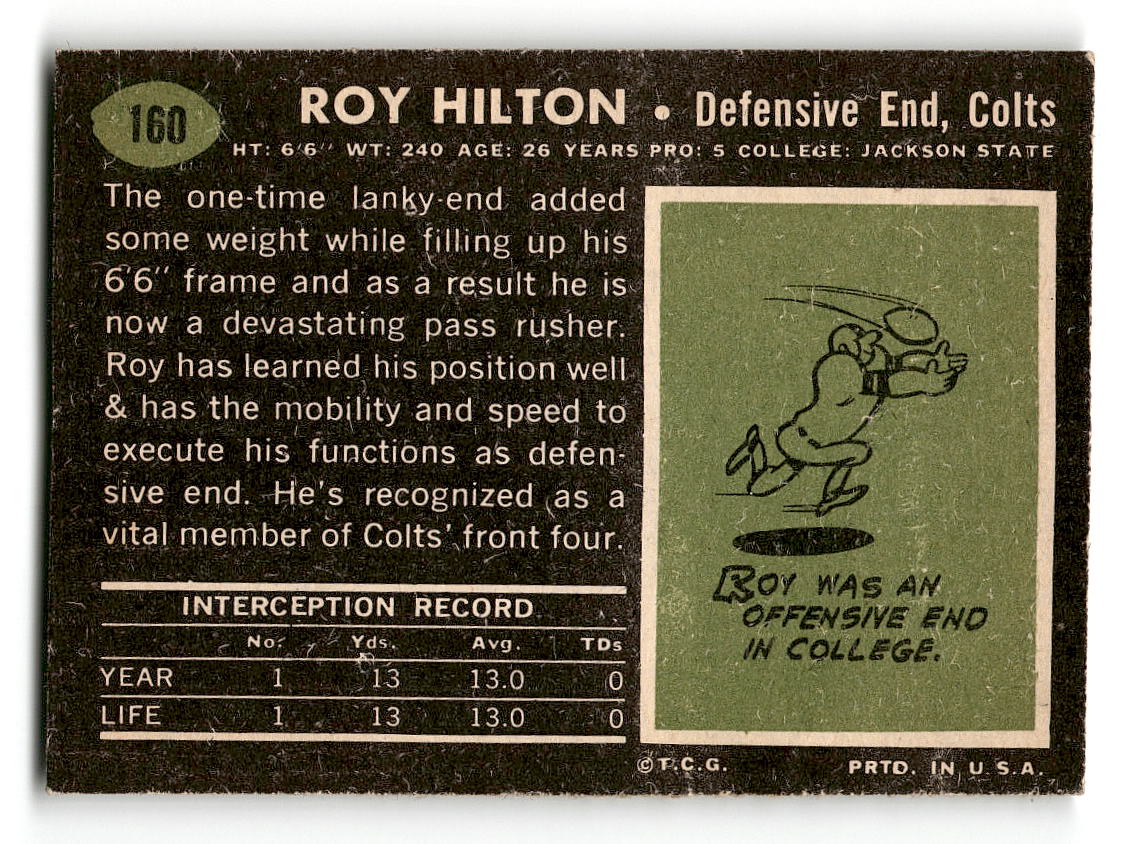 160
ROY HILTON • Defensive End, Colts
HT: 6'6" WT: 240 AGE: 26 YEARS PRO: 5 COLLEGE: JACKSON STATE
The one-time lanky-end added
some weight while filling up his
6'6" frame and as a result he is
now a devastating pass rusher.
Roy has learned his position well
& has the mobility and speed to
execute his functions as defen-
sive end. He's recognized as a
vital member of Colts' front four.
INTERCEPTION RECORD
No. Yds. Avg. TDs
YEAR 1 13 13.0 0
LIFE 1 13 13.0 0
ROY WAS AN
OFFENSIVE END
IN COLLEGE.
©T.C.G. PRTD. IN U.S.A.